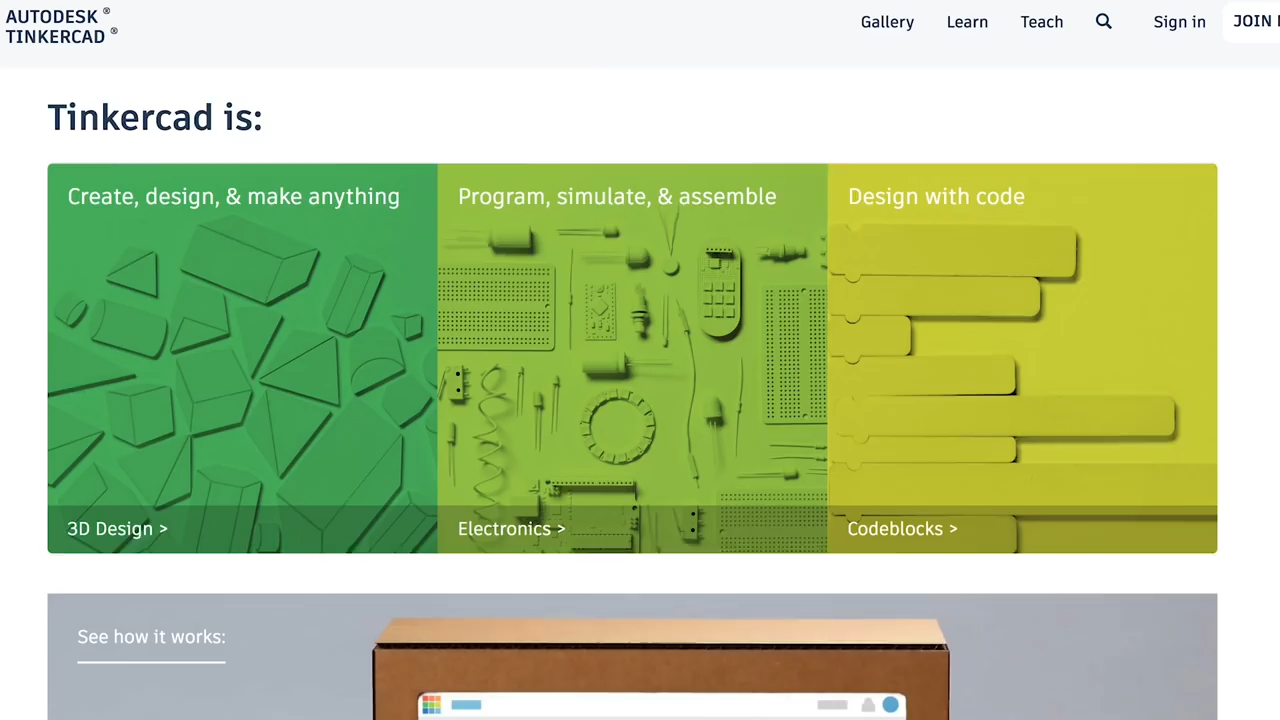 AUTODESK ®
TINKERCAD ®
Gallery
Learn
Teach
Sign in
JOIN
Tinkercad is:
Create, design, & make anything
Program, simulate, & assemble
Design with code
3D Design >
Electronics >
Codeblocks >
See how it works: